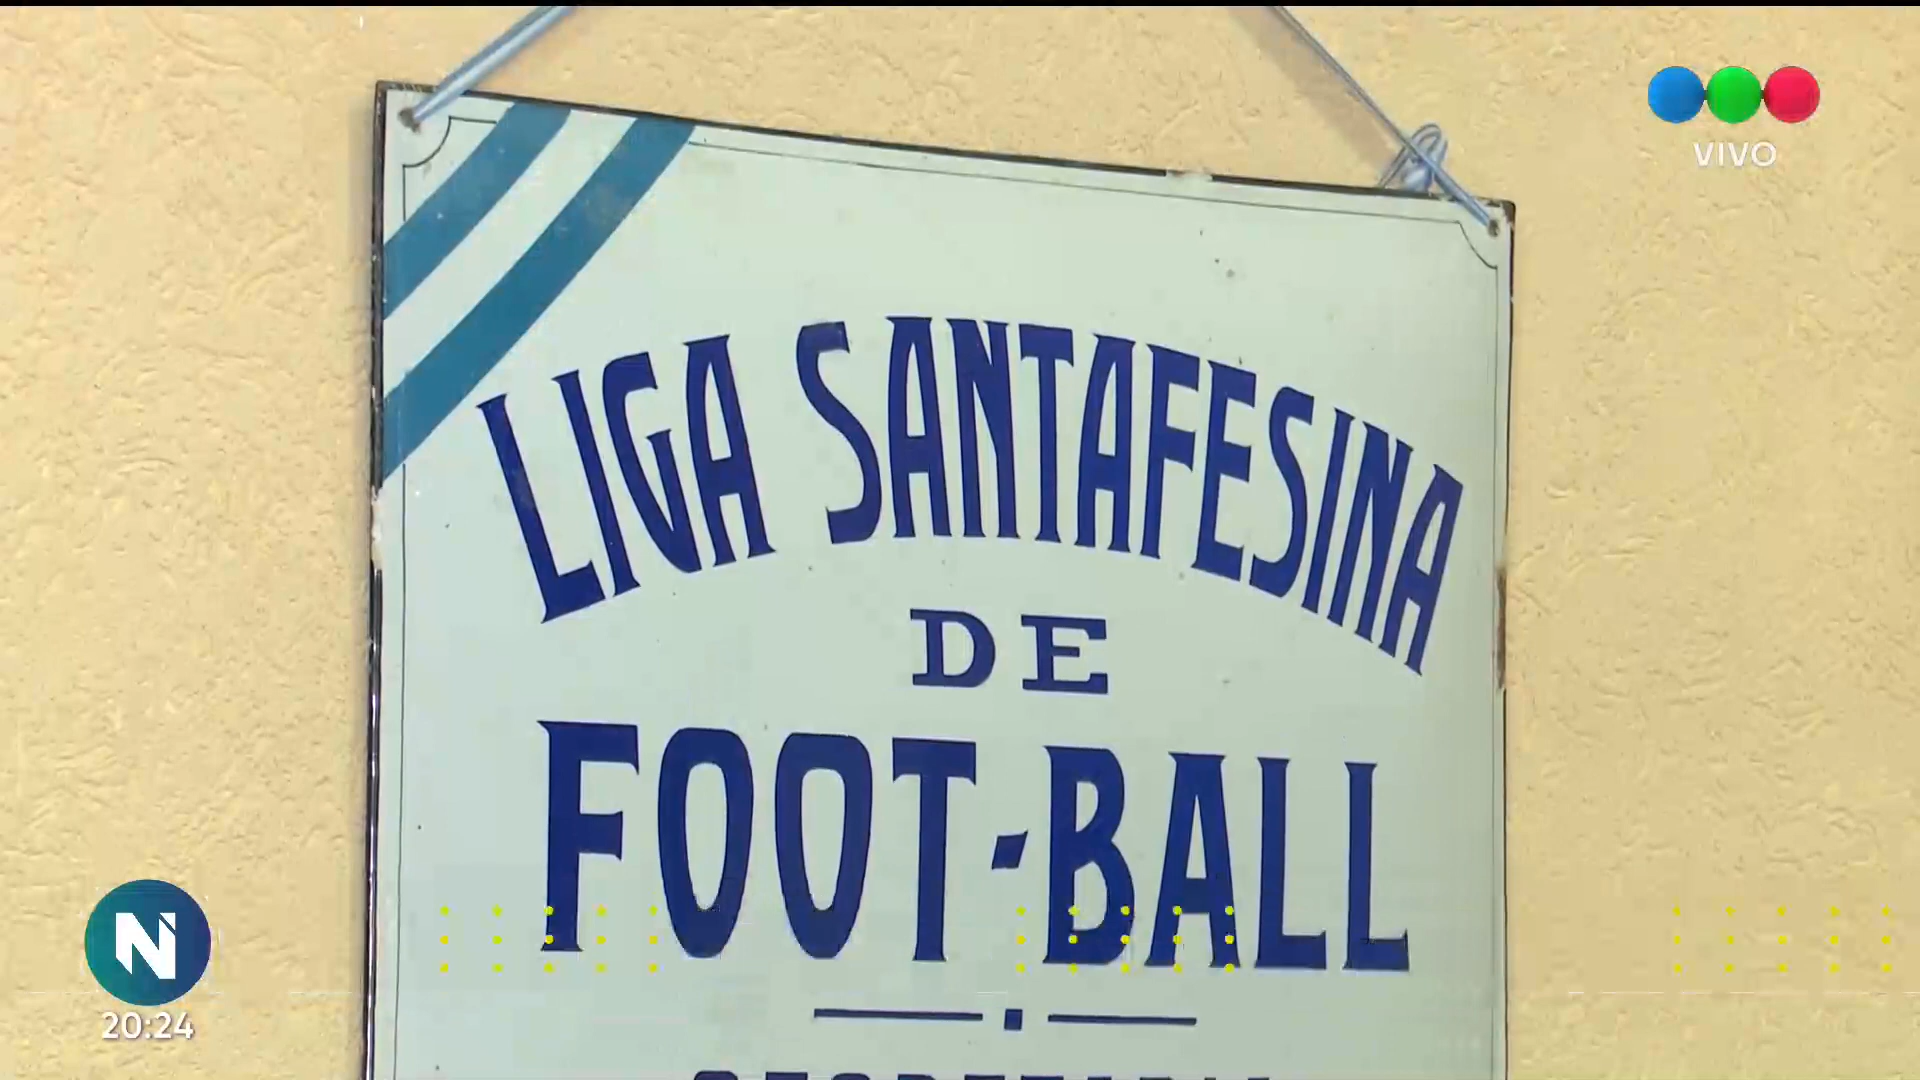 VIVO
LIGA SANTAFESINA
DE
FOOT-BALL
N
20:24